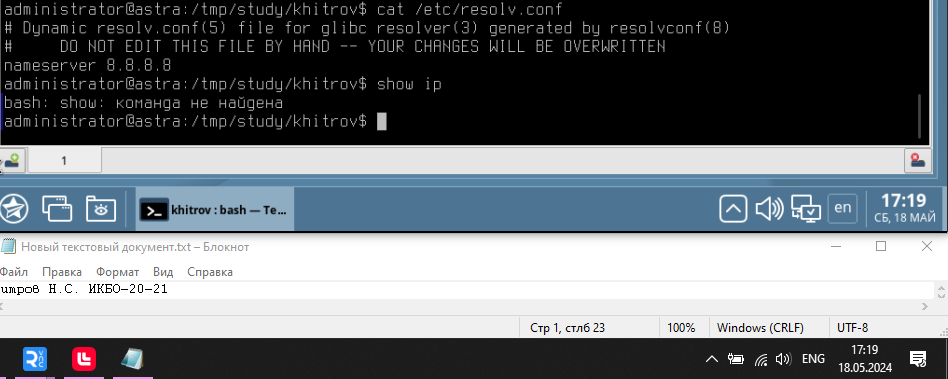 administrator@astra:/tmp/study/khitrov$ cat /etc/resolv.conf
# Dynamic resolv.conf(5) file for glibc resolver(3) generated by resolvconf(8)
#     DO NOT EDIT THIS FILE BY HAND -- YOUR CHANGES WILL BE OVERWRITTEN
nameserver 8.8.8.8
administrator@astra:/tmp/study/khitrov$ show ip
bash: show: команда не найдена
administrator@astra:/tmp/study/khitrov$
1
khitrov : bash — Te...
en
17:19
СБ, 18 МАЙ
Новый текстовый документ.txt – Блокнот
Файл Правка Формат Вид Справка
итров Н.С. ИКБО-20-21
Стр 1, стлб 23 100% Windows (CRLF) UTF-8
ENG
17:19
18.05.2024